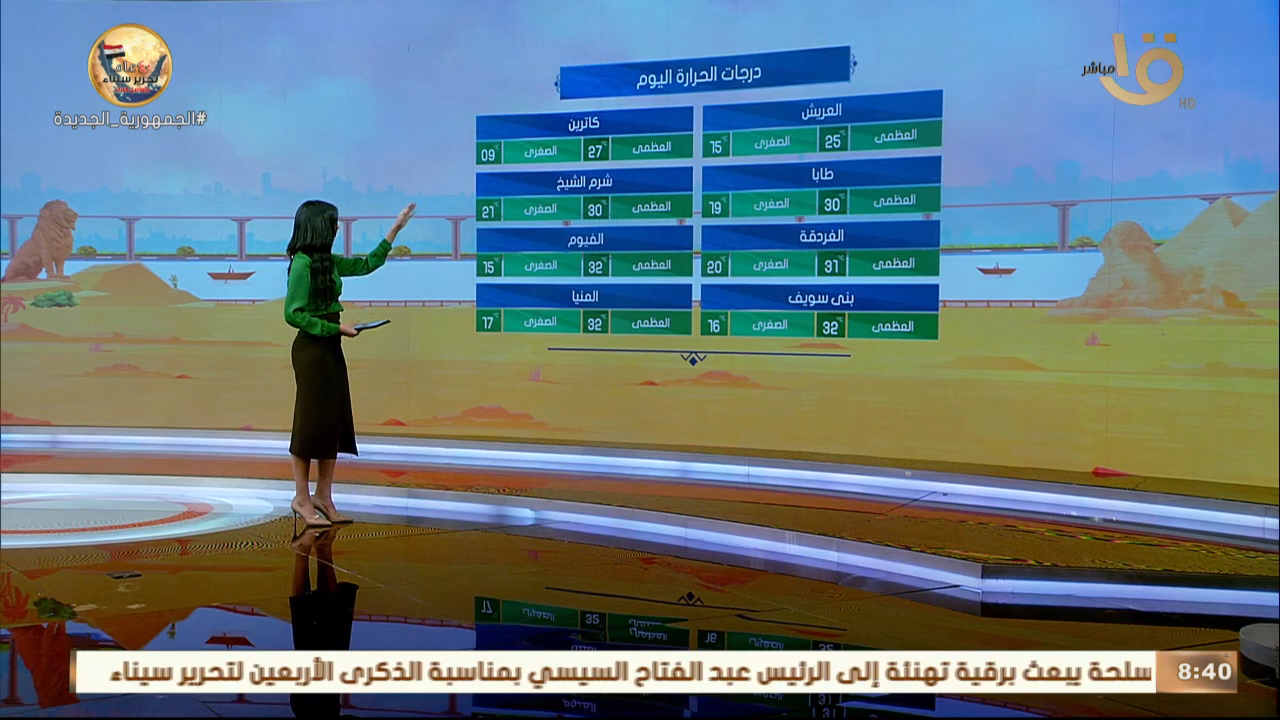 عام
تحرير سيناء
#الجمهورية_الجديدة
مباشر
HD
درجات الحرارة اليوم
العريش
العظمى 25°c الصغرى 15°c
كاترين
العظمى 27°c الصغرى 09°c
طابا
العظمى 30°c الصغرى 19°c
شرم الشيخ
العظمى 30°c الصغرى 21°c
الغردقة
العظمى 31°c الصغرى 20°c
الفيوم
العظمى 32°c الصغرى 15°c
بنى سويف
العظمى 32°c الصغرى 16°c
المنيا
العظمى 32°c الصغرى 17°c
8:40 سلحة يبعث برقية تهنئة إلى الرئيس عبد الفتاح السيسي بمناسبة الذكرى الأربعين لتحرير سيناء